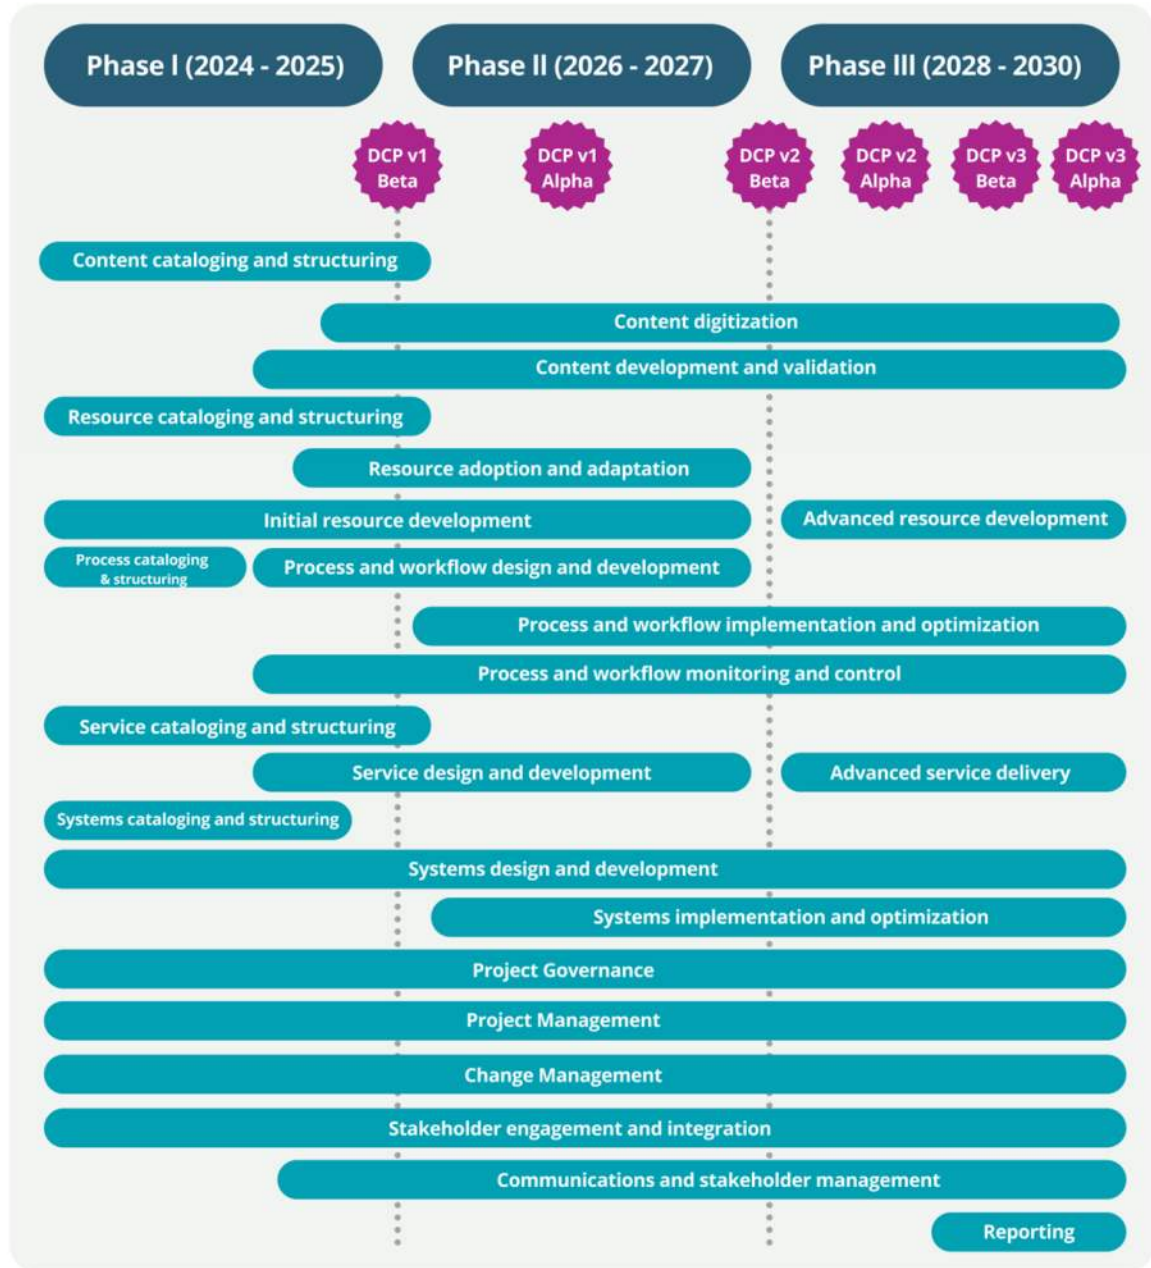 Phase I (2024 - 2025)
Phase II (2026 - 2027)
Phase III (2028 - 2030)
DCP v1
Beta
DCP v1
Alpha
DCP v2
Beta
DCP v2
Alpha
DCP v3
Beta
DCP v3
Alpha
Content cataloging and structuring
Content digitization
Content development and validation
Resource cataloging and structuring
Resource adoption and adaptation
Initial resource development
Advanced resource development
Process cataloging
& structuring
Process and workflow design and development
Process and workflow implementation and optimization
Process and workflow monitoring and control
Service cataloging and structuring
Service design and development
Advanced service delivery
Systems cataloging and structuring
Systems design and development
Systems implementation and optimization
Project Governance
Project Management
Change Management
Stakeholder engagement and integration
Communications and stakeholder management
Reporting